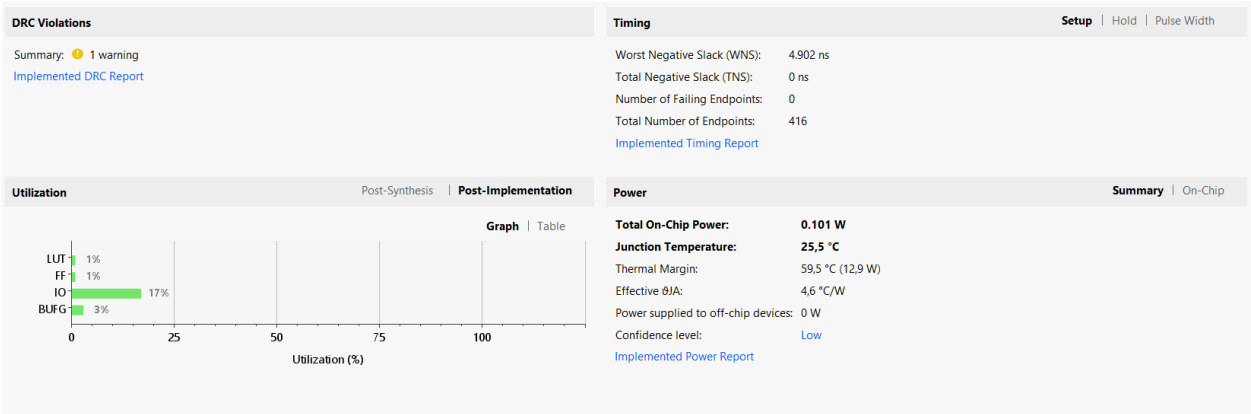 DRC Violations
Summary: 1 warning
Implemented DRC Report
Timing Setup | Hold | Pulse Width
Worst Negative Slack (WNS): 4.902 ns
Total Negative Slack (TNS): 0 ns
Number of Failing Endpoints: 0
Total Number of Endpoints: 416
Implemented Timing Report
Utilization Post-Synthesis | Post-Implementation
Graph | Table
LUT 1%
FF 1%
IO 17%
BUFG 3%
0 25 50 75 100
Utilization (%)
Power Summary | On-Chip
Total On-Chip Power: 0.101 W
Junction Temperature: 25,5 °C
Thermal Margin: 59,5 °C (12,9 W)
Effective ϑJA: 4,6 °C/W
Power supplied to off-chip devices: 0 W
Confidence level: Low
Implemented Power Report